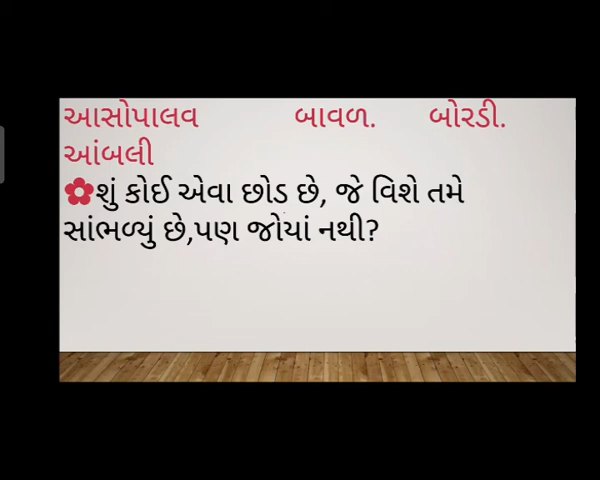 આસોપાલવ બાવળ. બોરડી.
આંબલી
શું કોઈ એવા છોડ છે, જે વિશે તમે
સાંભળ્યું છે,પણ જોયાં નથી?